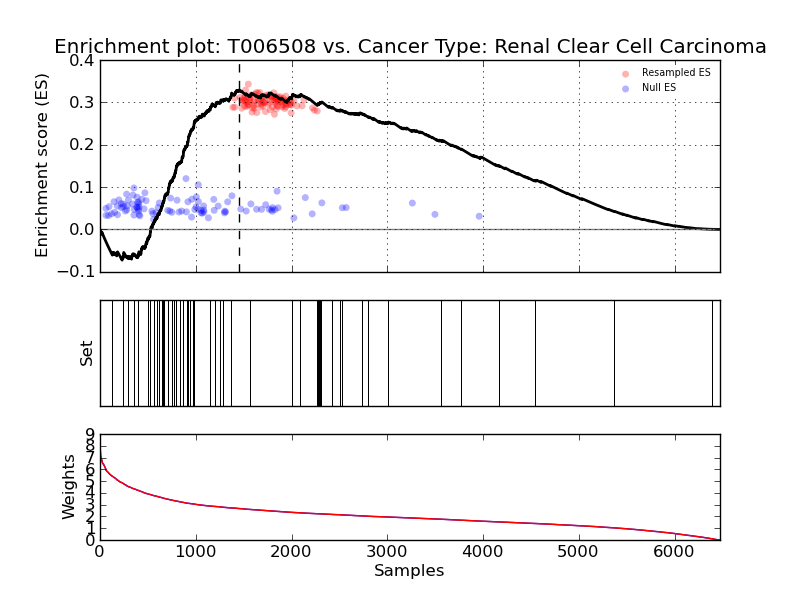 Enrichment plot: T006508 vs. Cancer Type: Renal Clear Cell Carcinoma
Enrichment score (ES)
0.4
0.3
0.2
0.1
0.0
−0.1
Resampled ES
Null ES
Set
Weights
9
8
7
6
5
4
3
2
1
0
0 1000 2000 3000 4000 5000 6000
Samples